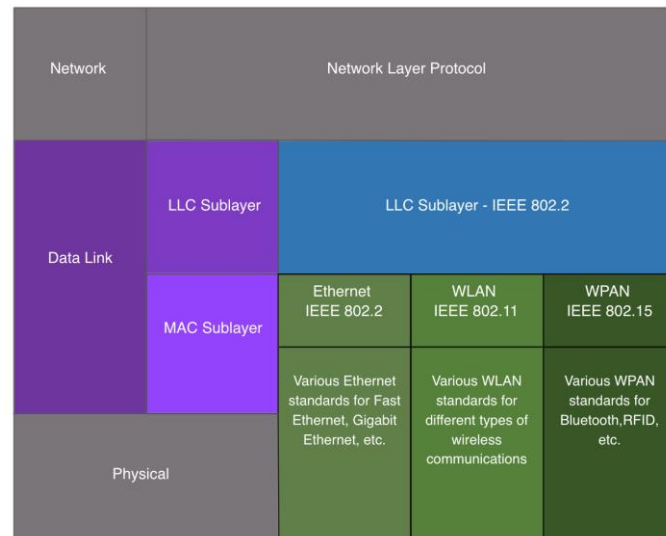 Network
Network Layer Protocol
Data Link
LLC Sublayer
LLC Sublayer - IEEE 802.2
MAC Sublayer
Ethernet
IEEE 802.2
WLAN
IEEE 802.11
WPAN
IEEE 802.15
Various Ethernet
standards for Fast
Ethernet, Gigabit
Ethernet, etc.
Various WLAN
standards for
different types of
wireless
communications
Various WPAN
standards for
Bluetooth,RFID,
etc.
Physical